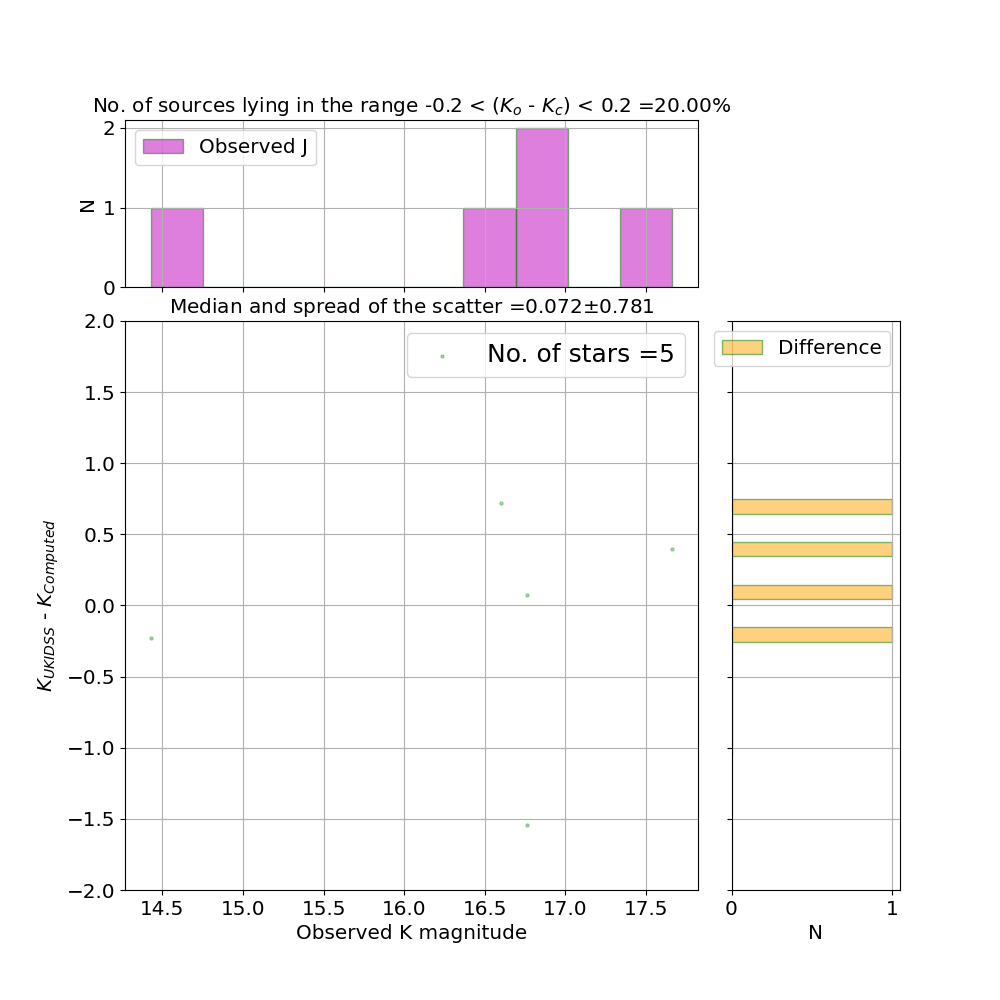 No. of sources lying in the range -0.2 < (K_o - K_c) < 0.2 =20.00%
2
1
0
N
Observed J
Median and spread of the scatter =0.072±0.781
2.0
1.5
1.0
0.5
0.0
−0.5
−1.0
−1.5
−2.0
K_UKIDSS - K_Computed
No. of stars =5
Difference
14.5 15.0 15.5 16.0 16.5 17.0 17.5
0 1
Observed K magnitude
N